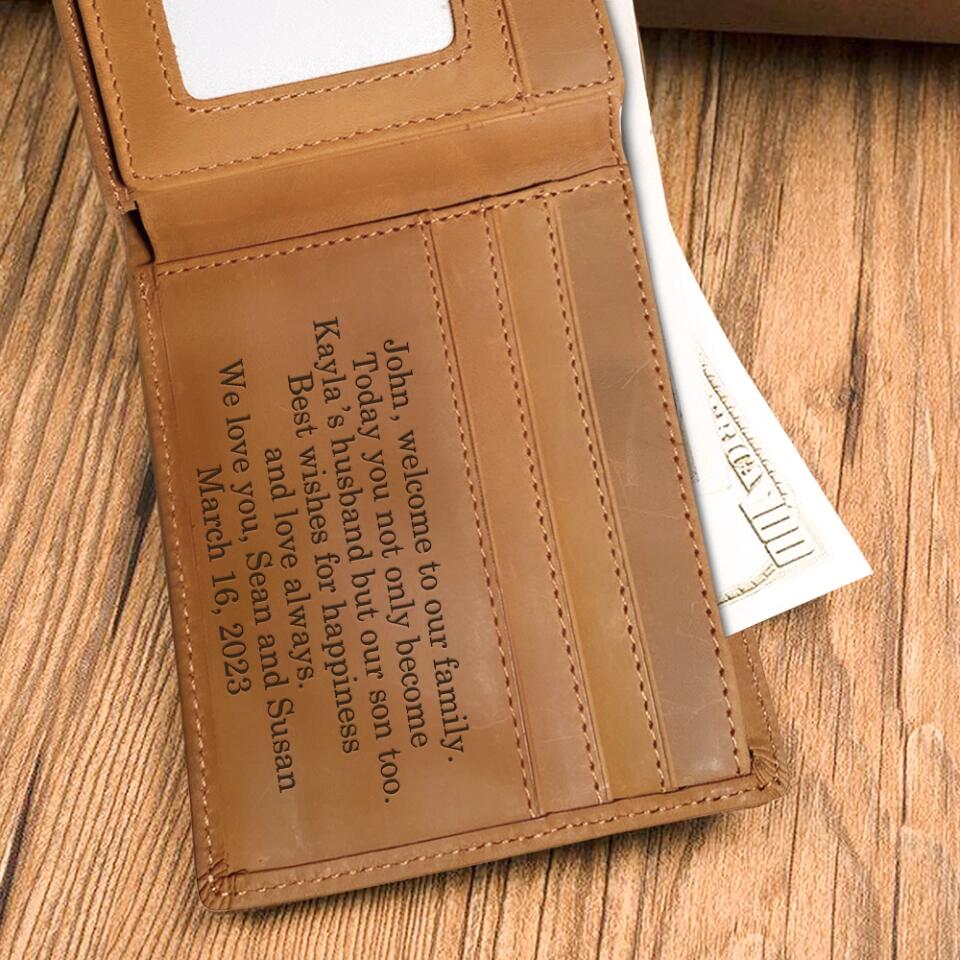 John, welcome to our family.
Today you not only become
Kayla's husband but our son too.
Best wishes for happiness
and love always.
We love you, Sean and Susan
March 16, 2023
100